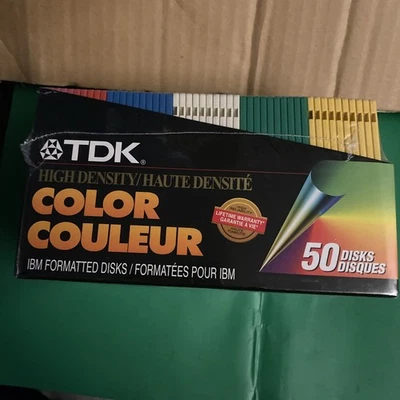 TDK®
HIGH DENSITY/HAUTE DENSITÉ
COLOR
COULEUR
LIFETIME WARRANTY
GARANTIE À VIE
50 DISKS
DISQUES
IBM FORMATTED DISKS / FORMATÉES POUR IBM